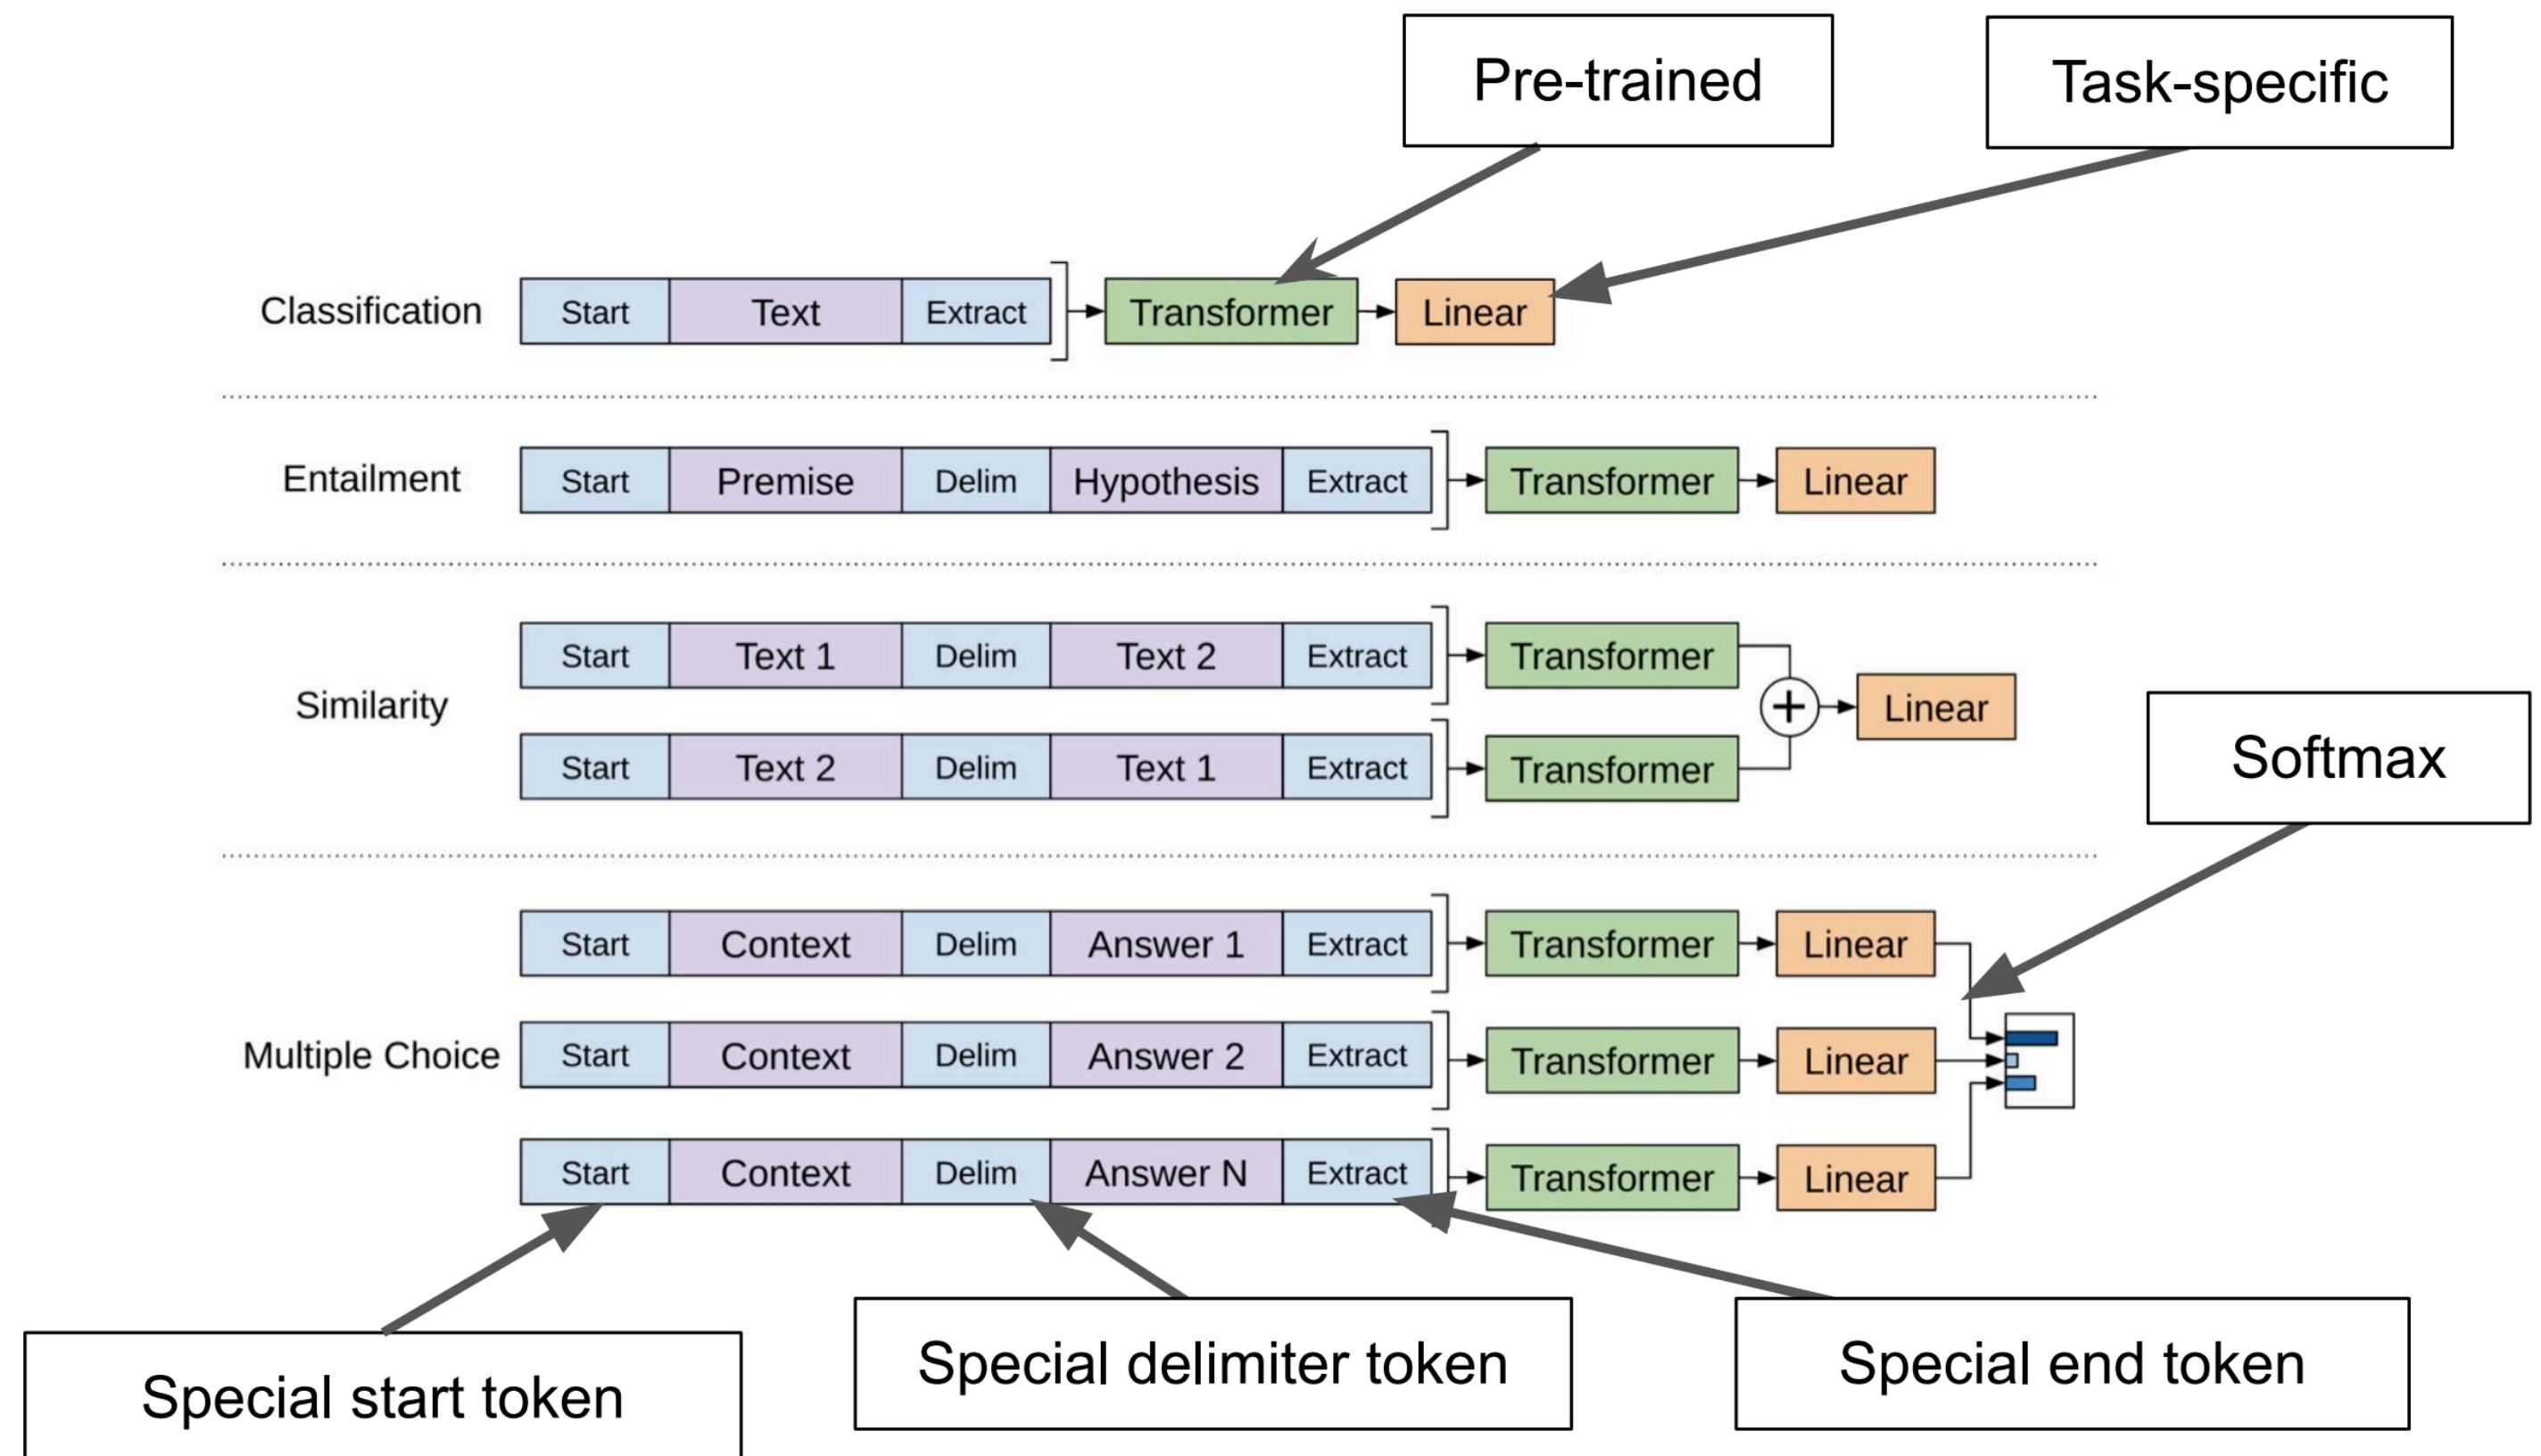 Pre-trained
Task-specific
Classification Start Text Extract Transformer Linear
Entailment Start Premise Delim Hypothesis Extract Transformer Linear
Start Text 1 Delim Text 2 Extract Transformer
Similarity + Linear
Start Text 2 Delim Text 1 Extract Transformer
Softmax
Start Context Delim Answer 1 Extract Transformer Linear
Multiple Choice Start Context Delim Answer 2 Extract Transformer Linear
Start Context Delim Answer N Extract Transformer Linear
Special start token
Special delimiter token
Special end token